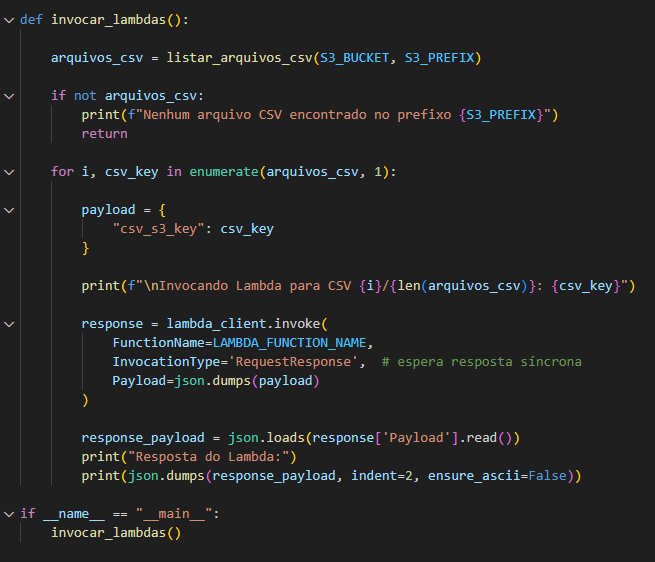 def invocar_lambdas():
arquivos_csv = listar_arquivos_csv(S3_BUCKET, S3_PREFIX)
if not arquivos_csv:
print(f"Nenhum arquivo CSV encontrado no prefixo {S3_PREFIX}")
return
for i, csv_key in enumerate(arquivos_csv, 1):
payload = {
"csv_s3_key": csv_key
}
print(f"\nInvocando Lambda para CSV {i}/{len(arquivos_csv)}: {csv_key}")
response = lambda_client.invoke(
FunctionName=LAMBDA_FUNCTION_NAME,
InvocationType='RequestResponse',  # espera resposta síncrona
Payload=json.dumps(payload)
)
response_payload = json.loads(response['Payload'].read())
print("Resposta do Lambda:")
print(json.dumps(response_payload, indent=2, ensure_ascii=False))
if __name__ == "__main__":
invocar_lambdas()